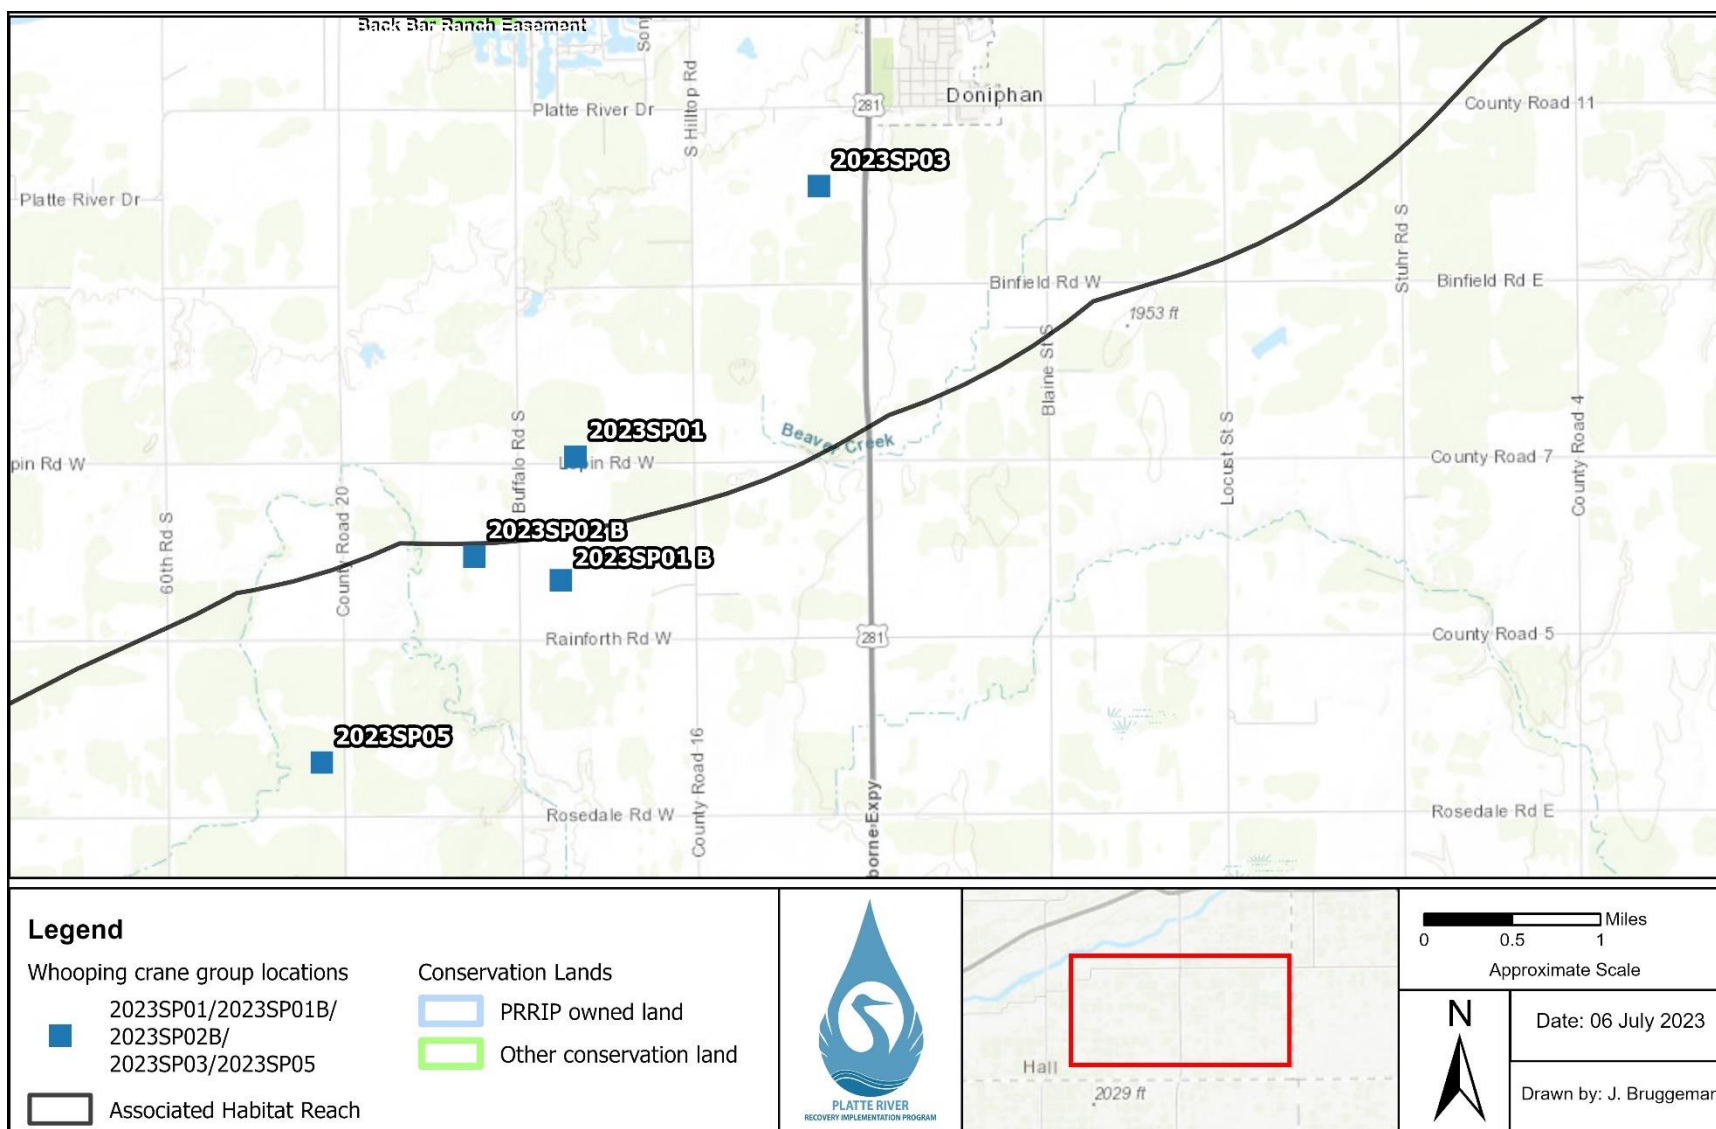 Back Bar Ranch Easement
Platte River Dr
S Hilltop Rd
281
Doniphan
County Road 11
2023SP03
Platte River Dr
Binfield Rd W
Stuhr Rd S
Binfield Rd E
1953 ft
Blaine St S
2023SP01
Beaver Creek
pin Rd W
Lupin Rd W
County Road 7
Buffalo Rd S
Locust St S
County Road 4
60th Rd S
County Road 20
2023SP02 B
2023SP01 B
Rainforth Rd W
281
County Road 5
2023SP05
County Road 16
Rosedale Rd W
borne Expy
Rosedale Rd E
Legend
Whooping crane group locations
2023SP01/2023SP01B/
2023SP02B/
2023SP03/2023SP05
Associated Habitat Reach
Conservation Lands
PRRIP owned land
Other conservation land
PLATTE RIVER
RECOVERY IMPLEMENTATION PROGRAM
Hall
2029 ft
Miles
0 0.5 1
Approximate Scale
N
Date: 06 July 2023
Drawn by: J. Bruggeman